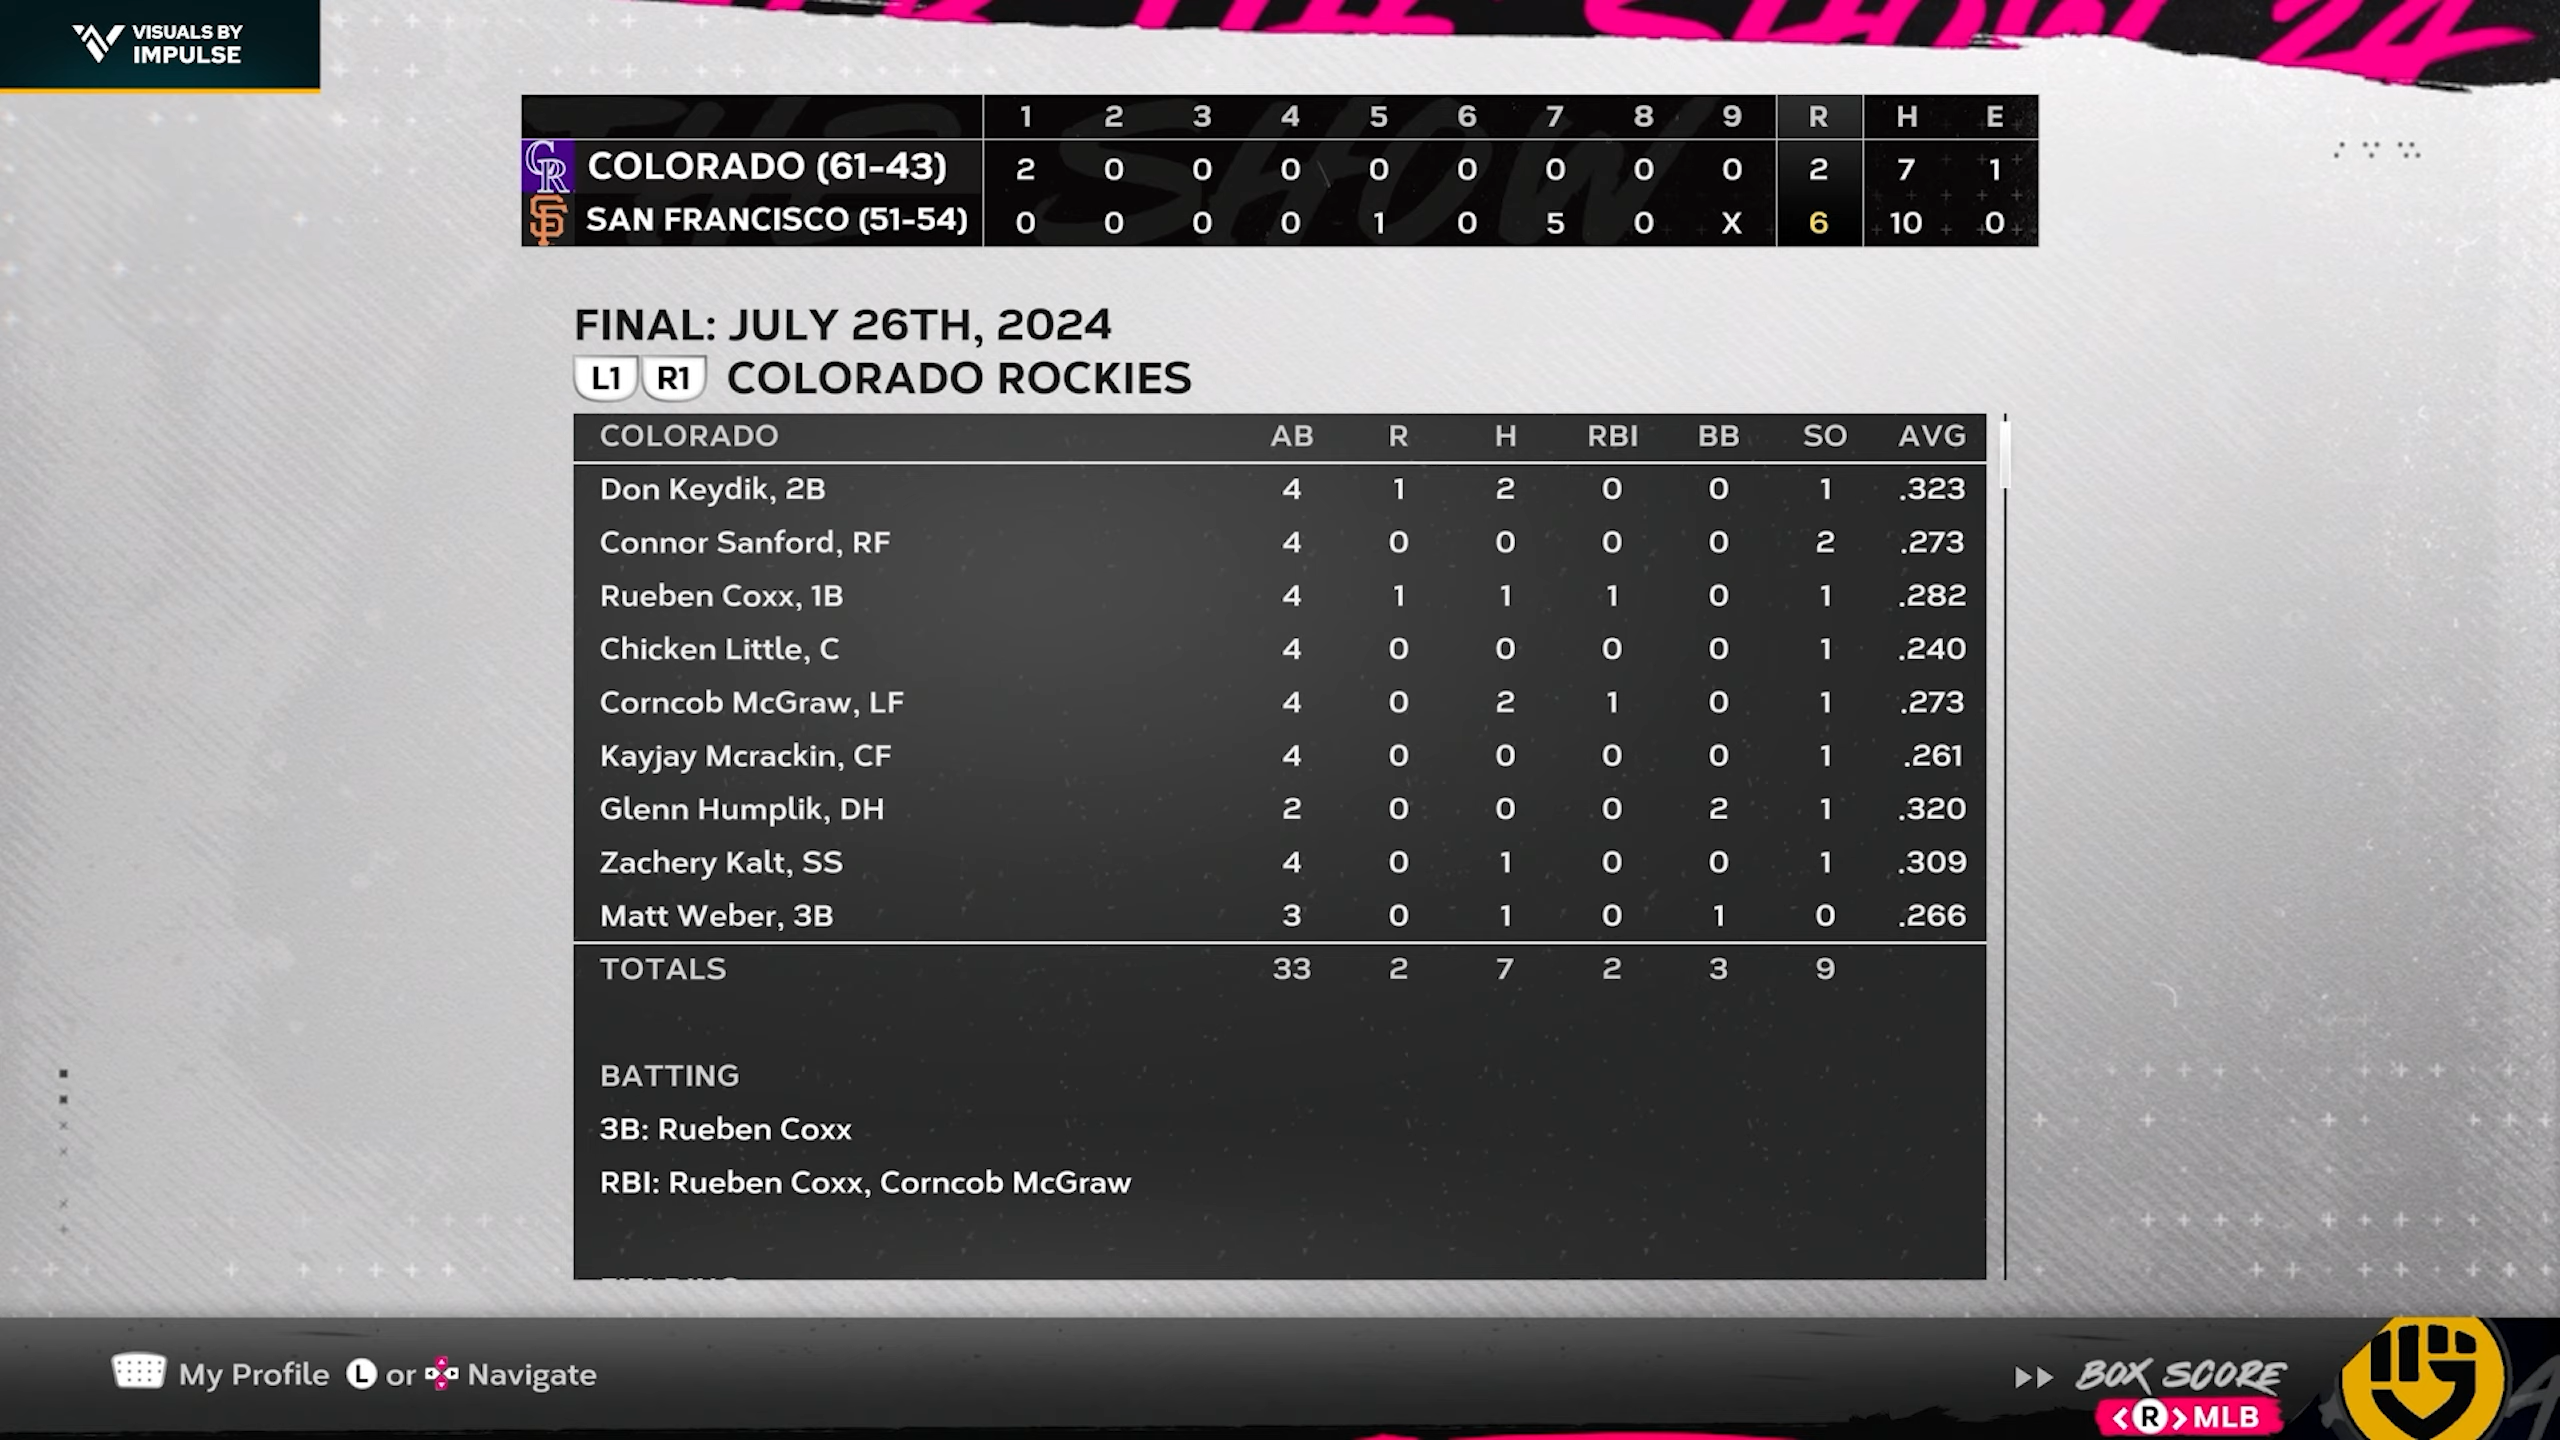 VISUALS BY
IMPULSE
THE SHOW 24
1 2 3 4 5 6 7 8 9 R H E
COLORADO (61-43) 2 0 0 0 0 0 0 0 0 2 7 1
SAN FRANCISCO (51-54) 0 0 0 0 1 0 5 0 X 6 10 0
FINAL: JULY 26TH, 2024
L1 R1 COLORADO ROCKIES
COLORADO AB R H RBI BB SO AVG
Don Keydik, 2B 4 1 2 0 0 1 .323
Connor Sanford, RF 4 0 0 0 0 2 .273
Rueben Coxx, 1B 4 1 1 1 0 1 .282
Chicken Little, C 4 0 0 0 0 1 .240
Corncob McGraw, LF 4 0 2 1 0 1 .273
Kayjay Mcrackin, CF 4 0 0 0 0 1 .261
Glenn Humplik, DH 2 0 0 0 2 1 .320
Zachery Kalt, SS 4 0 1 0 0 1 .309
Matt Weber, 3B 3 0 1 0 1 0 .266
TOTALS 33 2 7 2 3 9
BATTING
3B: Rueben Coxx
RBI: Rueben Coxx, Corncob McGraw
My Profile L or Navigate
BOX SCORE
<R> MLB